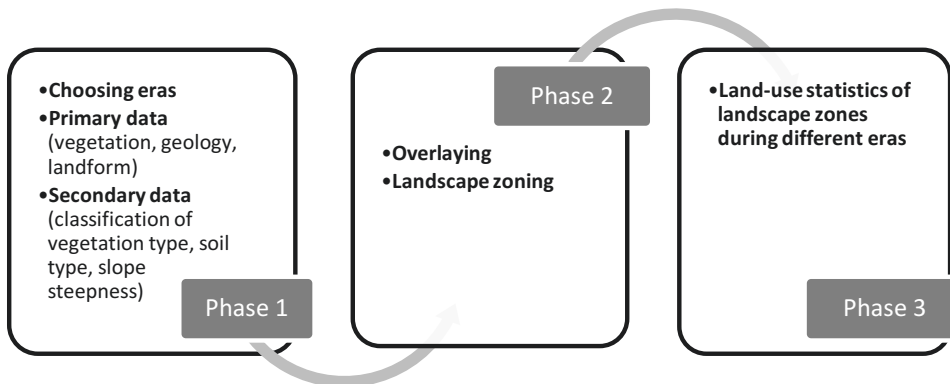 •Choosing eras
•Primary data
(vegetation, geology,
landform)
•Secondary data
(classification of
vegetation type, soil
type, slope
steepness)
Phase 1
Phase 2
•Overlaying
•Landscape zoning
•Land-use statistics of
landscape zones
during different eras
Phase 3